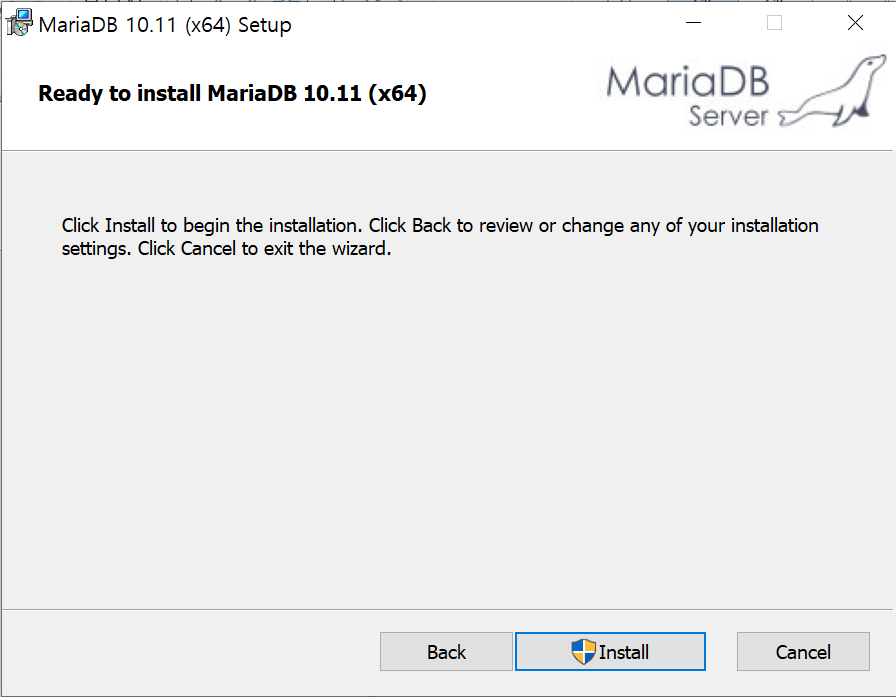 MariaDB 10.11 (x64) Setup
Ready to install MariaDB 10.11 (x64)
MariaDB
Server
Click Install to begin the installation. Click Back to review or change any of your installation
settings. Click Cancel to exit the wizard.
Back
Install
Cancel